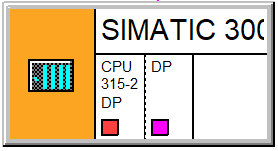 SIMATIC 300
CPU
315-2
DP
DP